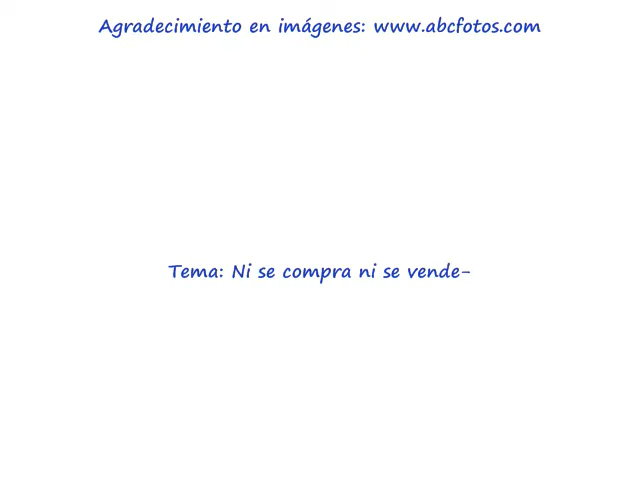 Agradecimiento en imágenes: www.abcfotos.com
Tema: Ni se compra ni se vende-